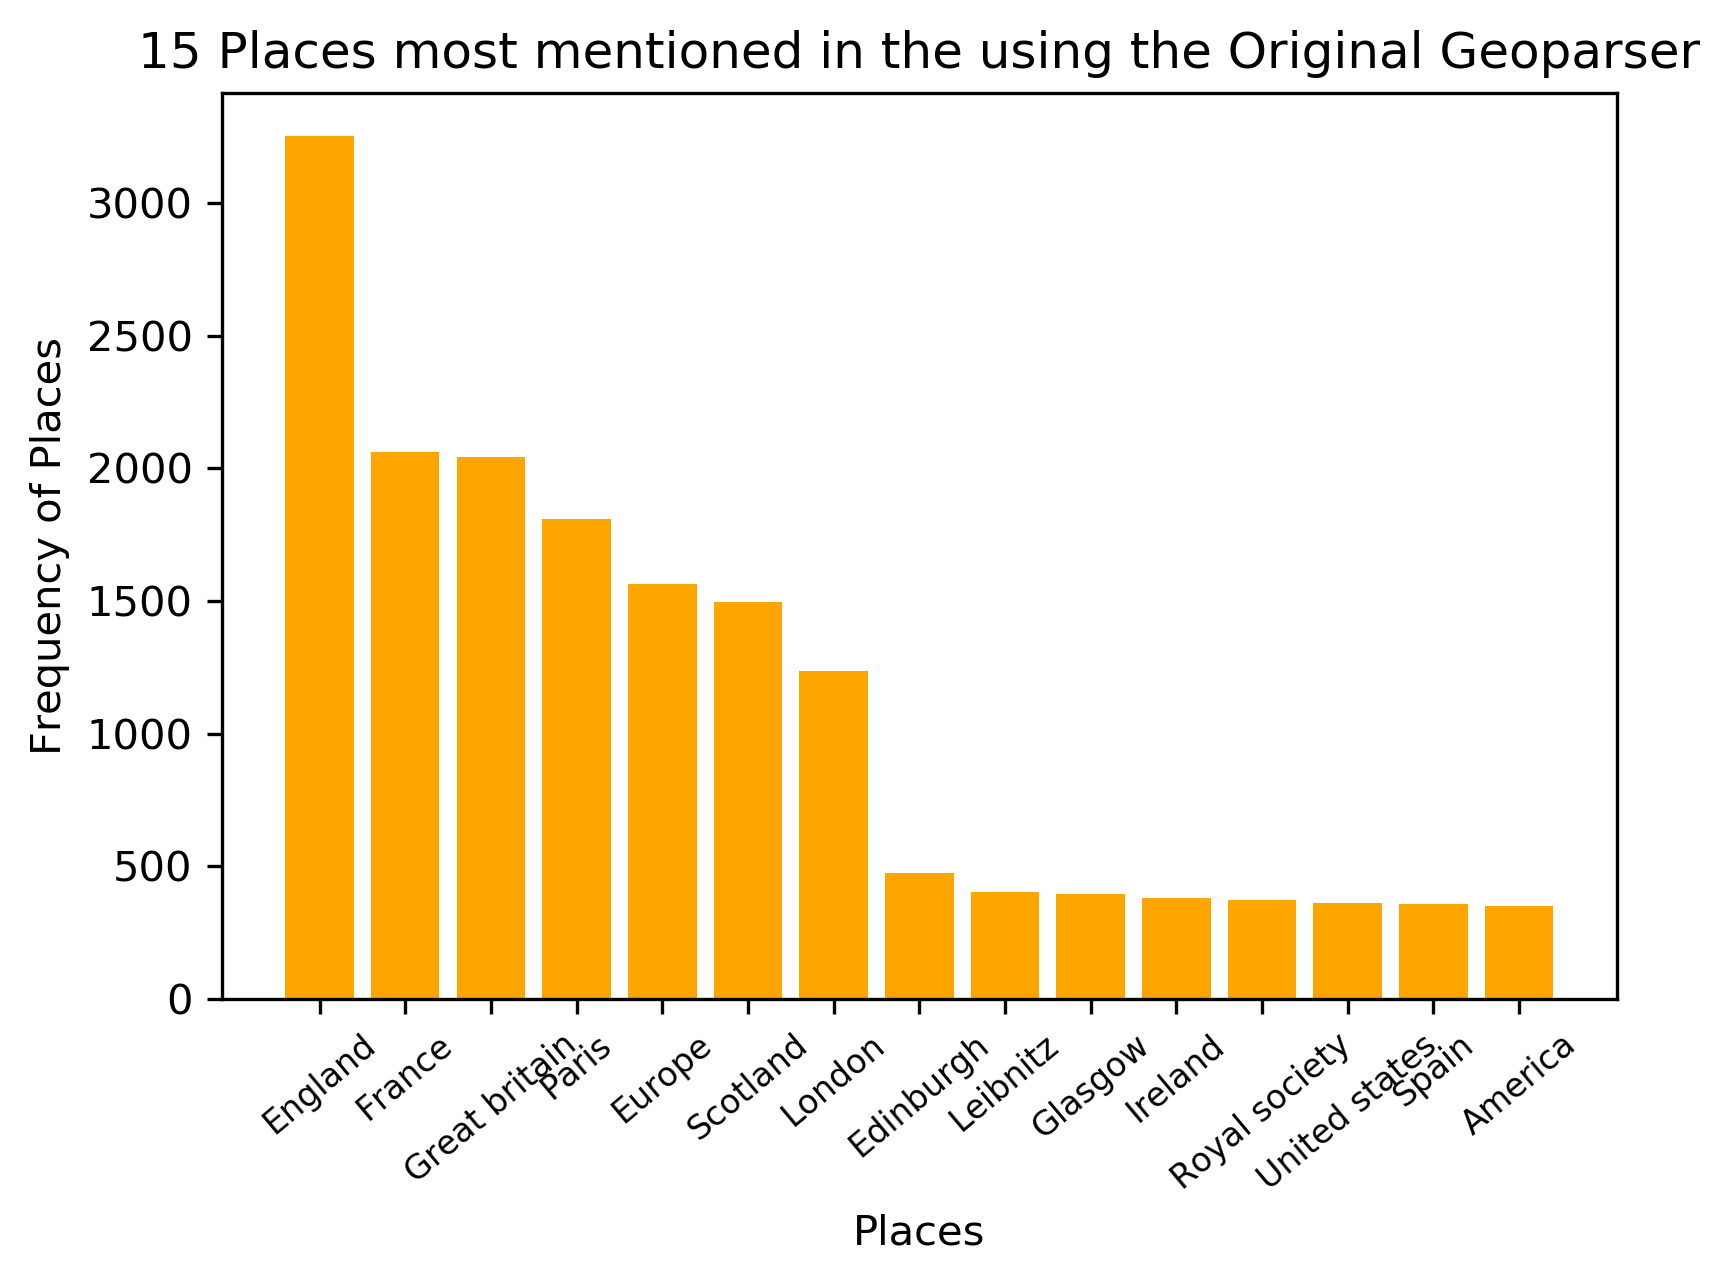 15 Places most mentioned in the using the Original Geoparser
Frequency of Places
3000
2500
2000
1500
1000
500
0
England
France
Great britain
Paris
Europe
Scotland
London
Edinburgh
Leibnitz
Glasgow
Ireland
Royal society
United states
Spain
America
Places